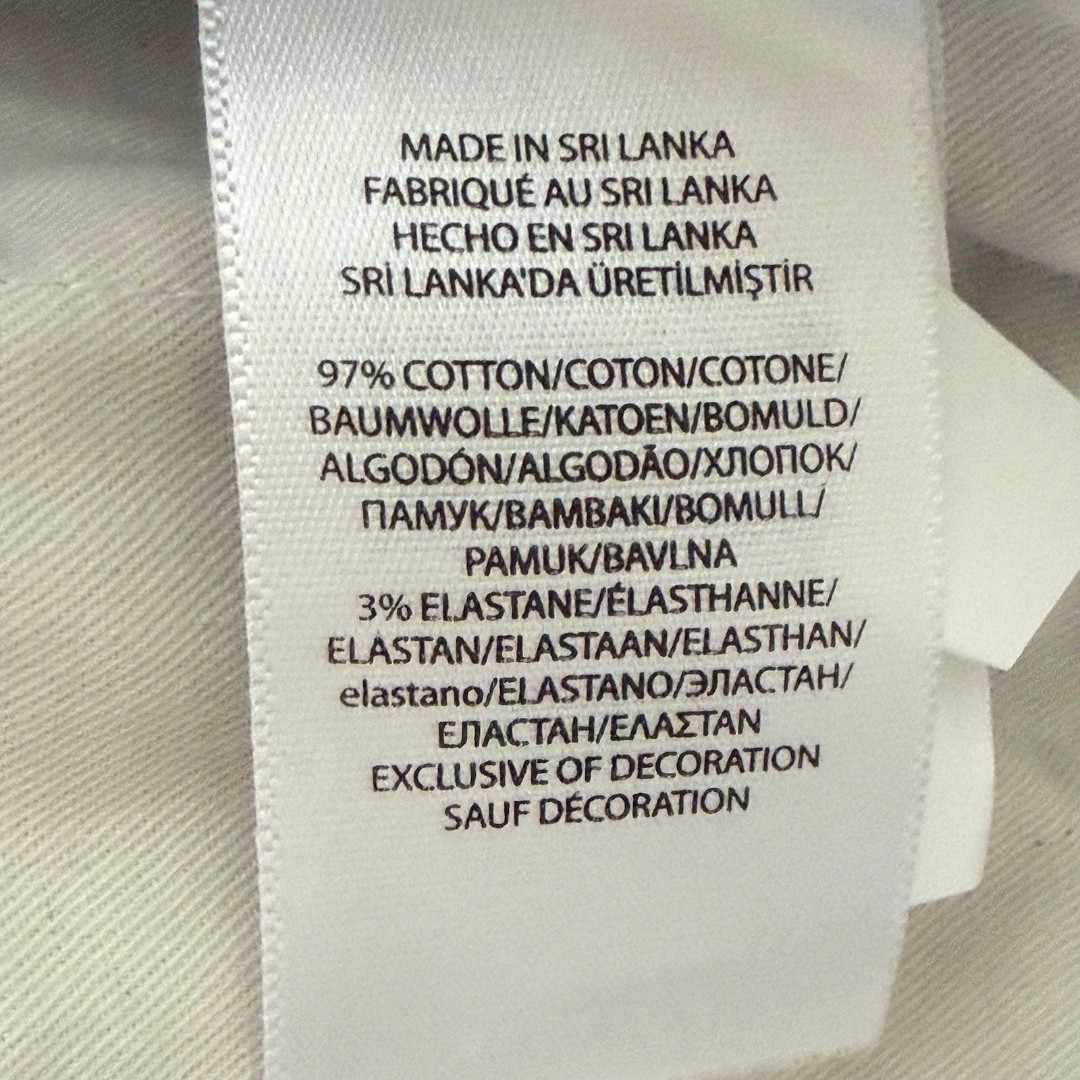 MADE IN SRI LANKA
FABRIQUÉ AU SRI LANKA
HECHO EN SRI LANKA
SRİ LANKA'DA ÜRETİLMİŞTİR
97% COTTON/COTON/COTONE/
BAUMWOLLE/KATOEN/BOMULD/
ALGODÓN/ALGODÃO/ХЛОПОК/
ПАМУК/BAMBAKI/BOMULL/
PAMUK/BAVLNA
3% ELASTANE/ÉLASTHANNE/
ELASTAN/ELASTAAN/ELASTHAN/
elastano/ELASTANO/ЭЛАСТАН/
ЕЛАСТАН/ΕΛΑΣΤΑΝ
EXCLUSIVE OF DECORATION
SAUF DÉCORATION